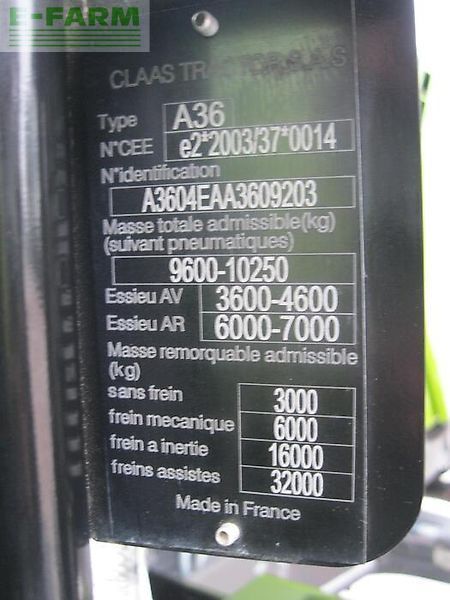 E-FARM
CLAAS TRACTOR S.A.S
Type A36
N°CEE e2*2003/37*0014
N°identification
A3604EAA3609203
Masse totale admissible(kg)
(suivant pneumatiques)
9600-10250
Essieu AV 3600-4600
Essieu AR 6000-7000
Masse remorquable admissible
(kg)
sans frein 3000
frein mecanique 6000
frein a inertie 16000
freins assistes 32000
Made in France